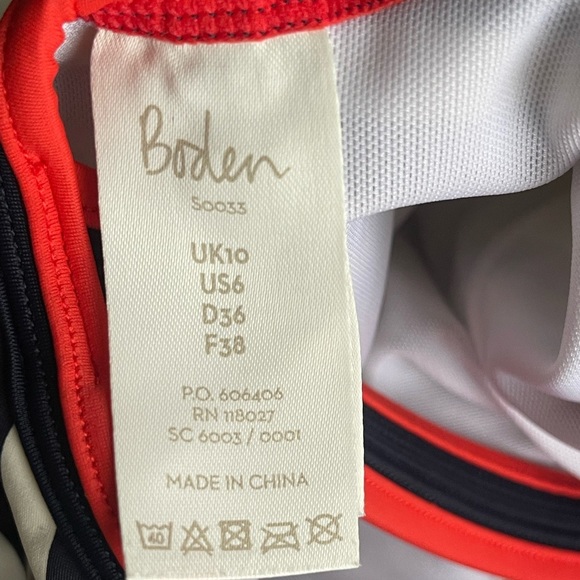 Boden
S0033
UK10
US6
D36
F38
P.O. 606406
RN 118027
SC 6003 / 0001
MADE IN CHINA
40